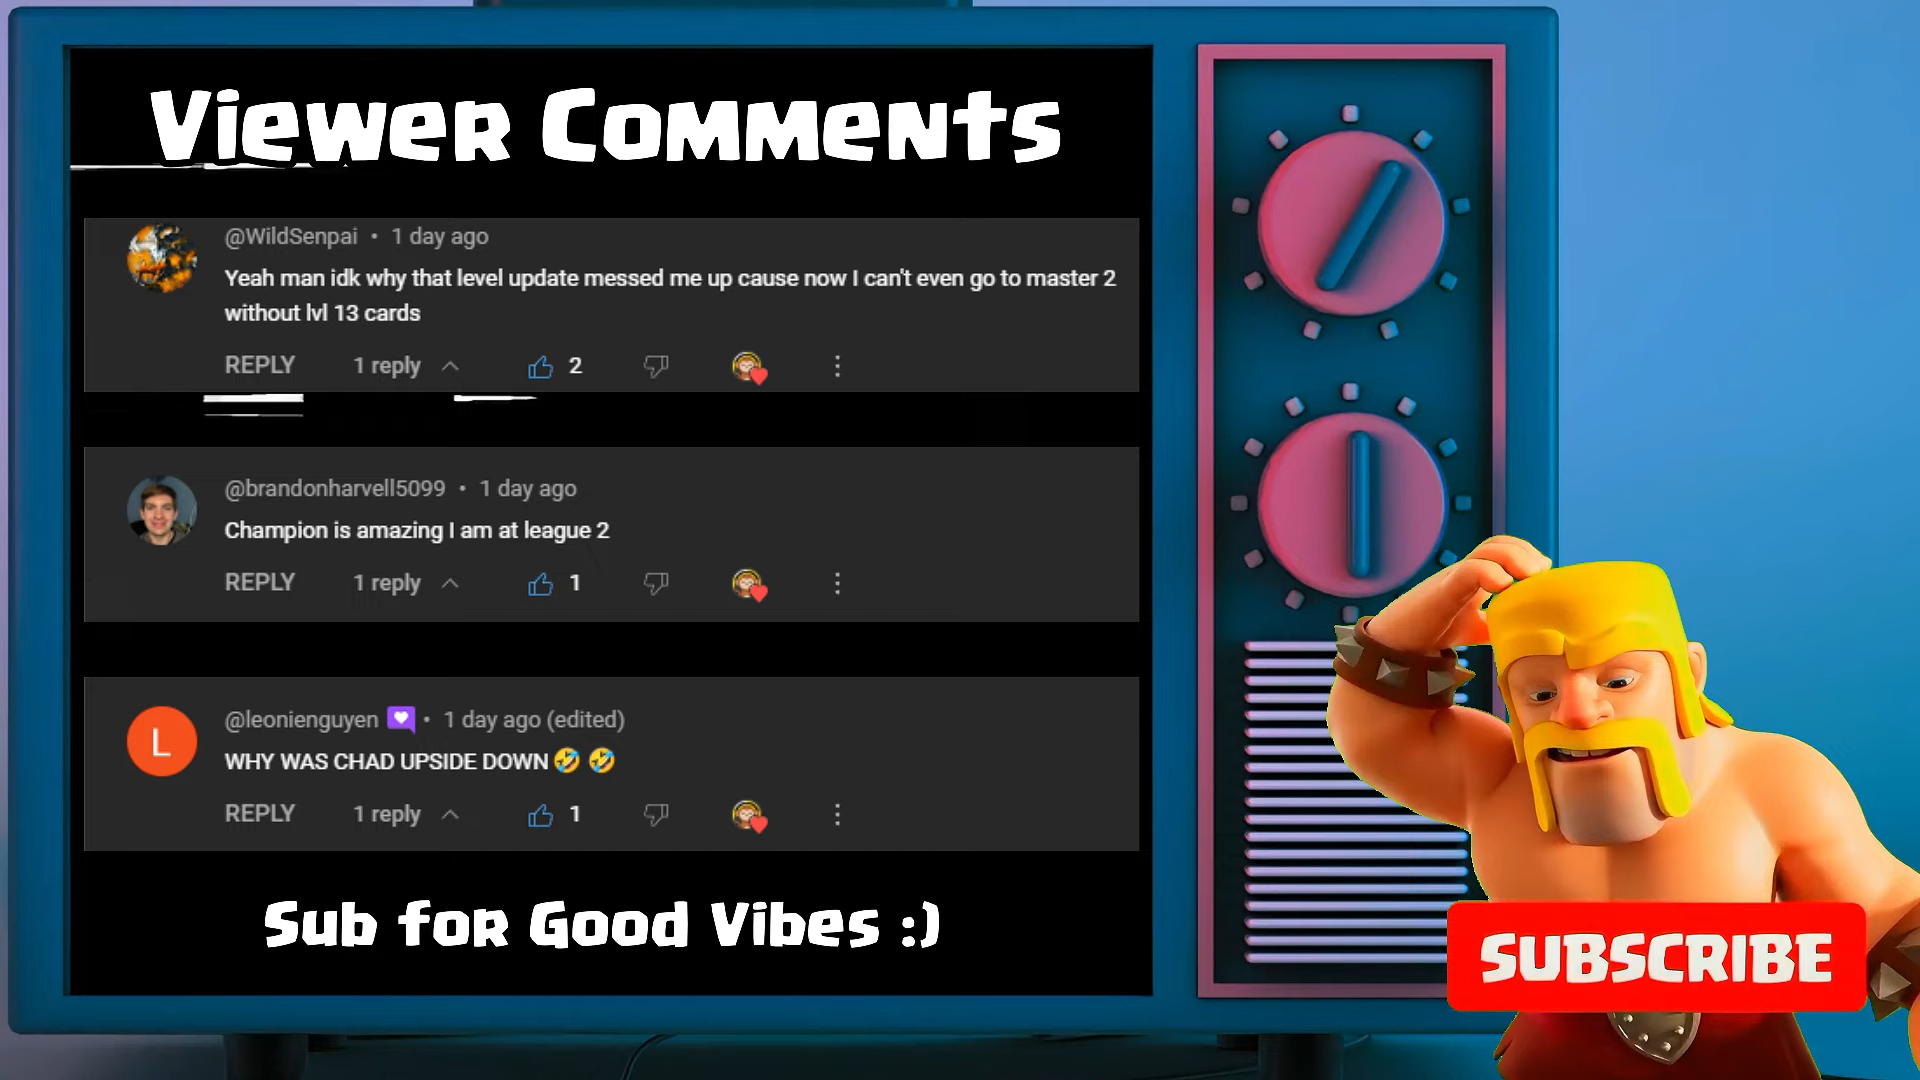 Viewer Comments
@WildSenpai • 1 day ago
Yeah man idk why that level update messed me up cause now I can't even go to master 2
without lvl 13 cards
REPLY 1 reply 2
@brandonharvell5099 • 1 day ago
Champion is amazing I am at league 2
REPLY 1 reply 1
L
@leonienguyen • 1 day ago (edited)
WHY WAS CHAD UPSIDE DOWN🤣 🤣
REPLY 1 reply 1
Sub for Good Vibes :)
SUBSCRIBE